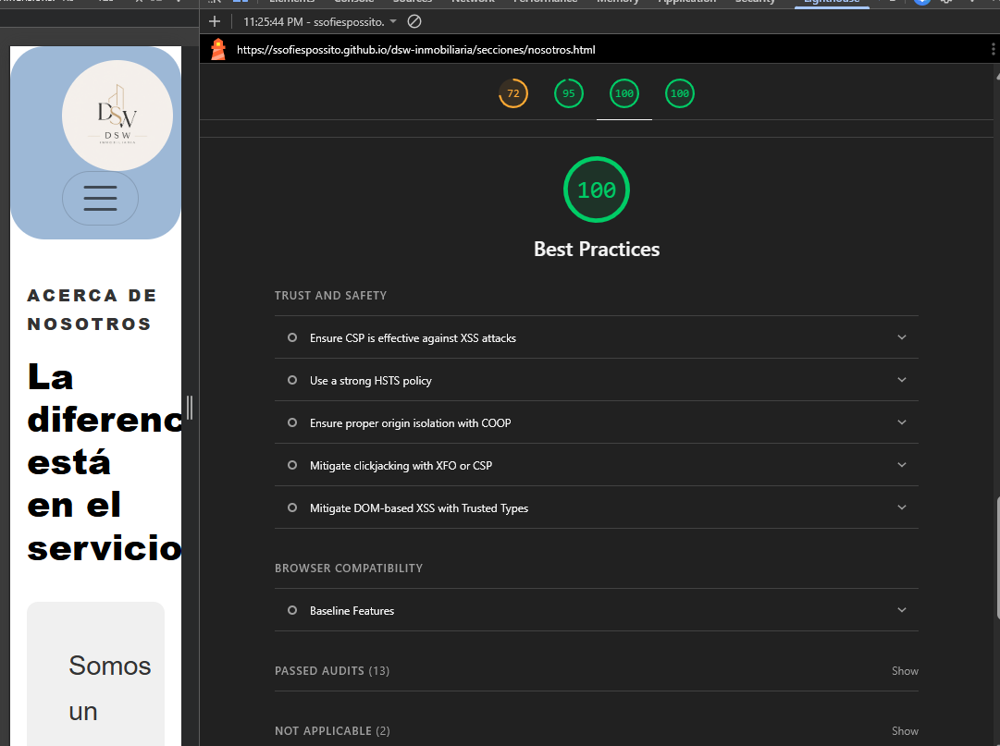 Elements Console Sources Network Performance Memory Application Security Lighthouse
11:25:44 PM - ssofiespossito.
https://ssofiespossito.github.io/dsw-inmobiliaria/secciones/nosotros.html
72 95 100 100
100
Best Practices
TRUST AND SAFETY
Ensure CSP is effective against XSS attacks
Use a strong HSTS policy
Ensure proper origin isolation with COOP
Mitigate clickjacking with XFO or CSP
Mitigate DOM-based XSS with Trusted Types
BROWSER COMPATIBILITY
Baseline Features
PASSED AUDITS (13) Show
NOT APPLICABLE (2) Show
DSW
DSW
INMOBILIARIA
ACERCA DE
NOSOTROS
La
diferenc
está
en el
servicio
Somos
un